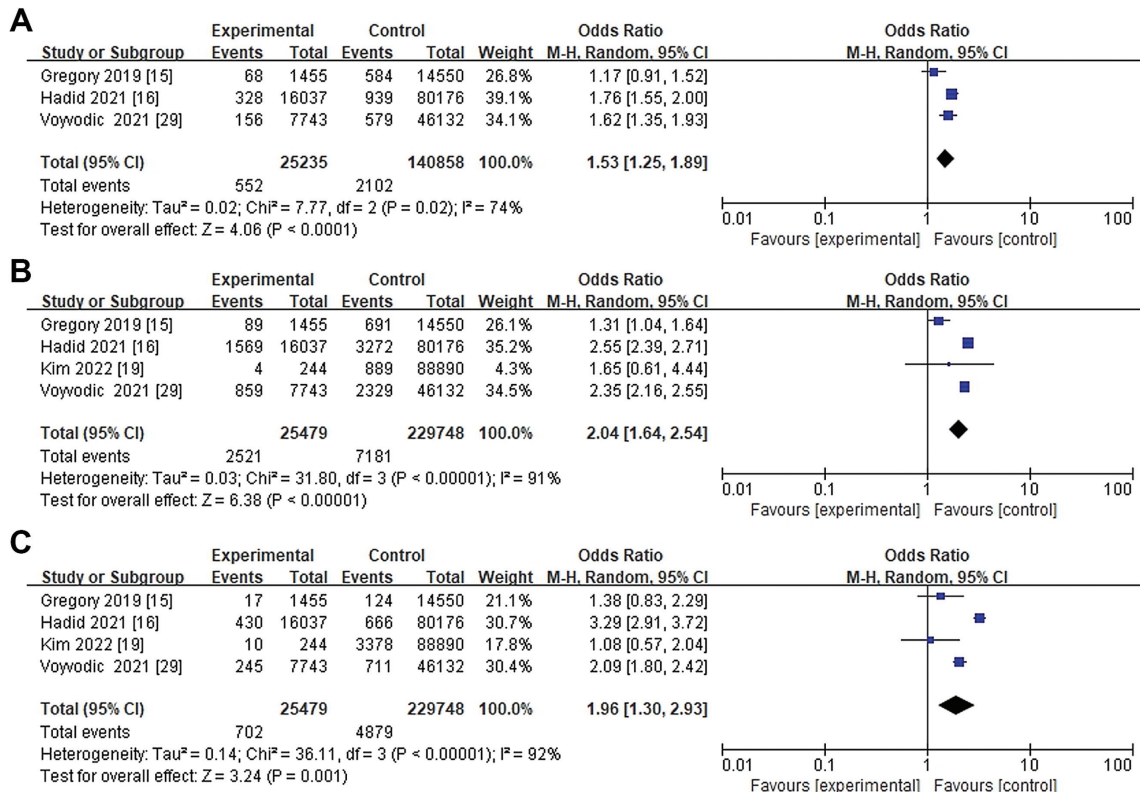 A
Experimental Control Odds Ratio Odds Ratio
Study or Subgroup Events Total Events Total Weight M-H, Random, 95% CI M-H, Random, 95% CI
Gregory 2019 [15] 68 1455 584 14550 26.8% 1.17 [0.91, 1.52]
Hadid 2021 [16] 328 16037 939 80176 39.1% 1.76 [1.55, 2.00]
Voyvodic 2021 [29] 156 7743 579 46132 34.1% 1.62 [1.35, 1.93]
Total (95% CI) 25235 140858 100.0% 1.53 [1.25, 1.89]
Total events 552 2102
Heterogeneity: Tau² = 0.02; Chi² = 7.77, df = 2 (P = 0.02); I² = 74%
Test for overall effect: Z = 4.06 (P < 0.0001)
0.01 0.1 1 10 100
Favours [experimental] Favours [control]
B
Experimental Control Odds Ratio Odds Ratio
Study or Subgroup Events Total Events Total Weight M-H, Random, 95% CI M-H, Random, 95% CI
Gregory 2019 [15] 89 1455 691 14550 26.1% 1.31 [1.04, 1.64]
Hadid 2021 [16] 1569 16037 3272 80176 35.2% 2.55 [2.39, 2.71]
Kim 2022 [19] 4 244 889 88890 4.3% 1.65 [0.61, 4.44]
Voyvodic 2021 [29] 859 7743 2329 46132 34.5% 2.35 [2.16, 2.55]
Total (95% CI) 25479 229748 100.0% 2.04 [1.64, 2.54]
Total events 2521 7181
Heterogeneity: Tau² = 0.03; Chi² = 31.80, df = 3 (P < 0.00001); I² = 91%
Test for overall effect: Z = 6.38 (P < 0.00001)
0.01 0.1 1 10 100
Favours [experimental] Favours [control]
C
Experimental Control Odds Ratio Odds Ratio
Study or Subgroup Events Total Events Total Weight M-H, Random, 95% CI M-H, Random, 95% CI
Gregory 2019 [15] 17 1455 124 14550 21.1% 1.38 [0.83, 2.29]
Hadid 2021 [16] 430 16037 666 80176 30.7% 3.29 [2.91, 3.72]
Kim 2022 [19] 10 244 3378 88890 17.8% 1.08 [0.57, 2.04]
Voyvodic 2021 [29] 245 7743 711 46132 30.4% 2.09 [1.80, 2.42]
Total (95% CI) 25479 229748 100.0% 1.96 [1.30, 2.93]
Total events 702 4879
Heterogeneity: Tau² = 0.14; Chi² = 36.11, df = 3 (P < 0.00001); I² = 92%
Test for overall effect: Z = 3.24 (P = 0.001)
0.01 0.1 1 10 100
Favours [experimental] Favours [control]